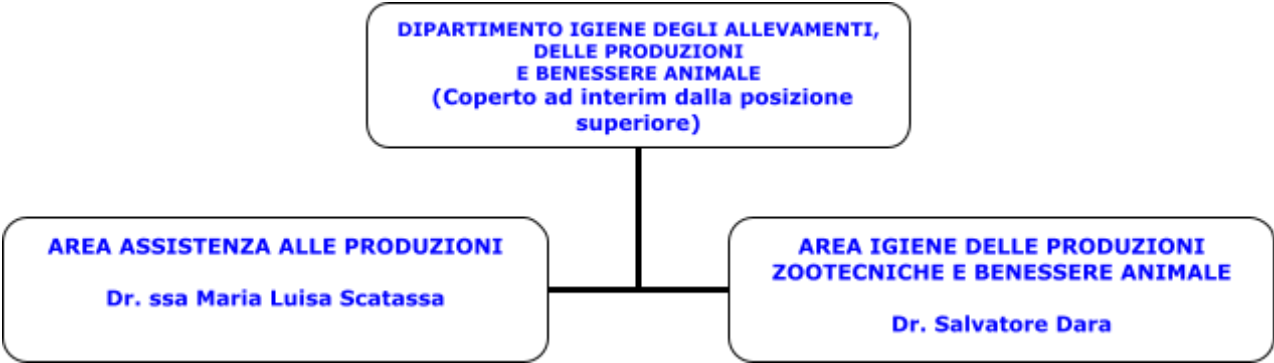 DIPARTIMENTO IGIENE DEGLI ALLEVAMENTI,
DELLE PRODUZIONI
E BENESSERE ANIMALE
(Coperto ad interim dalla posizione
superiore)
AREA ASSISTENZA ALLE PRODUZIONI
Dr. ssa Maria Luisa Scatassa
AREA IGIENE DELLE PRODUZIONI
ZOOTECNICHE E BENESSERE ANIMALE
Dr. Salvatore Dara